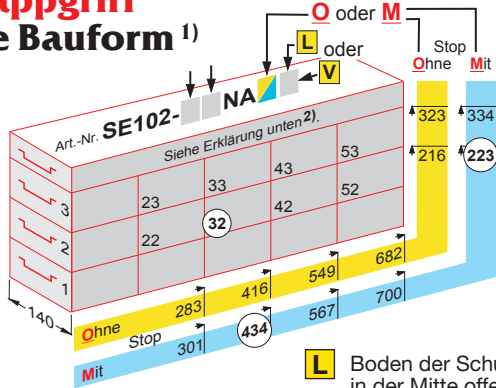 ppgriff
e Bauform 1)
O oder M
L oder
V
Stop
Ohne Mit
Art.-Nr. SE102- NA
Siehe Erklärung unten2).
323 334
216 223
3
2
1
23 33 43 53
22 32 42 52
140
Ohne 283 416 549 682
Stop
Mit 301 434 567 700
L Boden der Schu
in der Mitte offe